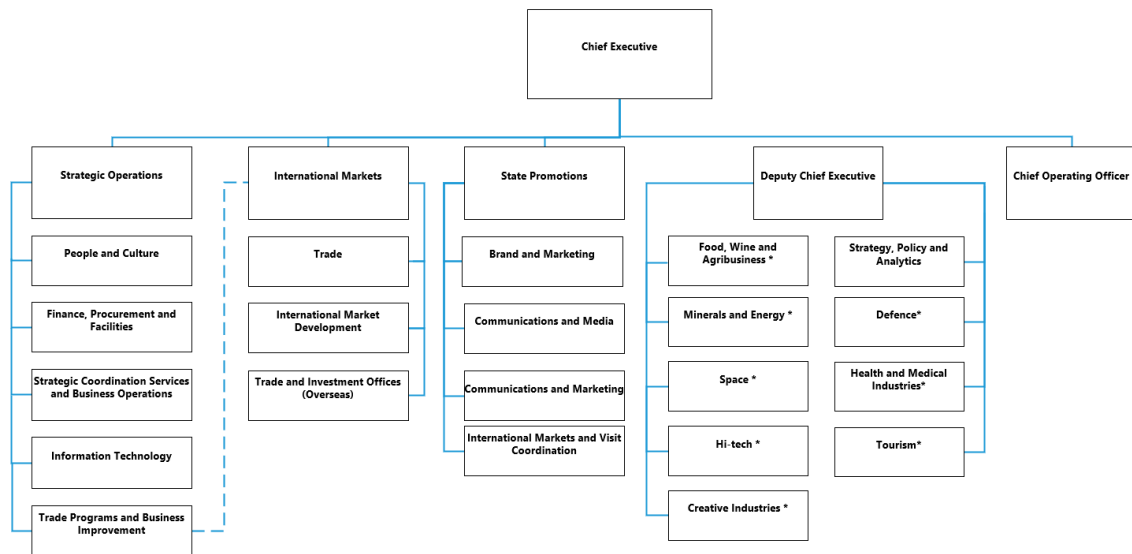 Chief Executive
Strategic Operations
International Markets
State Promotions
Deputy Chief Executive
Chief Operating Officer
People and Culture
Finance, Procurement and
Facilities
Strategic Coordination Services
and Business Operations
Information Technology
Trade Programs and Business
Improvement
Trade
International Market
Development
Trade and Investment Offices
(Overseas)
Brand and Marketing
Communications and Media
Communications and Marketing
International Markets and Visit
Coordination
Food, Wine and
Agribusiness *
Minerals and Energy *
Space *
Hi-tech *
Creative Industries *
Strategy, Policy and
Analytics
Defence*
Health and Medical
Industries*
Tourism*